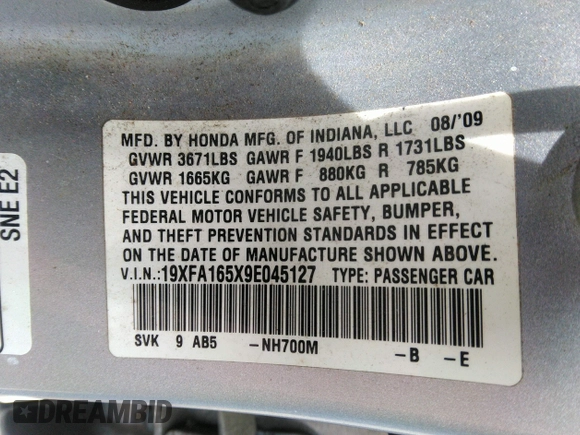 MFD. BY HONDA MFG. OF INDIANA, LLC 08/'09
GVWR 3671LBS GAWR F 1940LBS R 1731LBS
GVWR 1665KG GAWR F 880KG R 785KG
THIS VEHICLE CONFORMS TO ALL APPLICABLE
FEDERAL MOTOR VEHICLE SAFETY, BUMPER,
AND THEFT PREVENTION STANDARDS IN EFFECT
ON THE DATE OF MANUFACTURE SHOWN ABOVE.
V.I.N.:19XFA165X9E045127 TYPE: PASSENGER CAR
SVK 9 AB5 -NH700M -B -E
SNE E2
DREAMBID